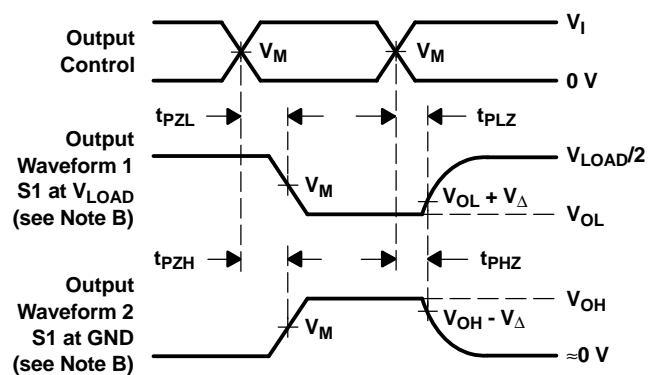 Output
Control
V_M
V_M
V_I
0 V
t_PZL
t_PLZ
Output
Waveform 1
S1 at V_LOAD
(see Note B)
V_M
V_LOAD/2
V_OL + V_Δ
V_OL
t_PZH
t_PHZ
Output
Waveform 2
S1 at GND
(see Note B)
V_M
V_OH
V_OH - V_Δ
≈0 V